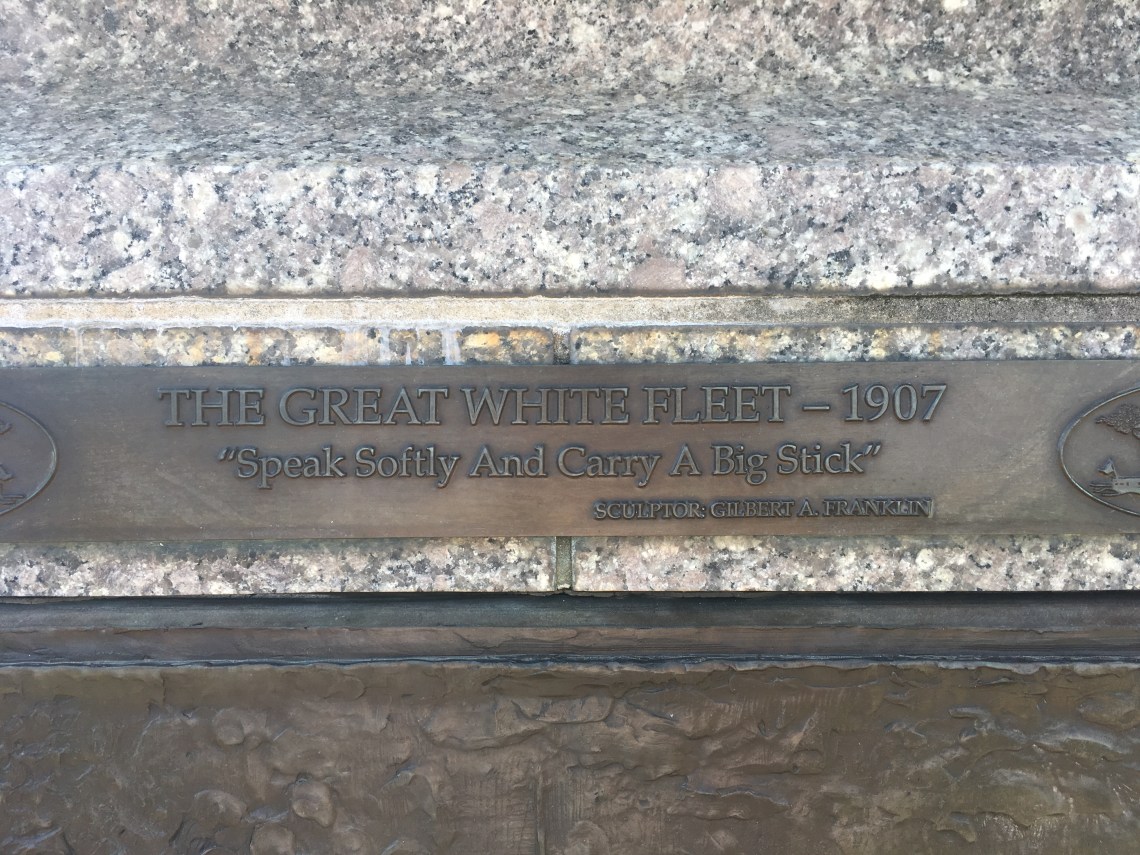 THE GREAT WHITE FLEET – 1907
“Speak Softly And Carry A Big Stick”
SCULPTOR: GILBERT A. FRANKLIN